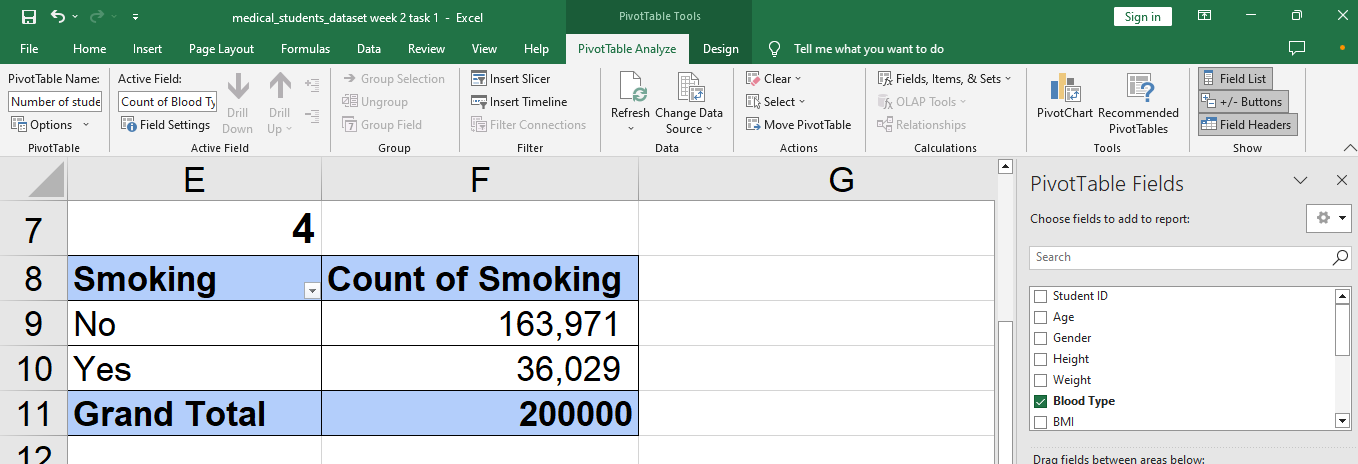 medical_students_dataset week 2 task 1 - Excel
PivotTable Tools
Sign in
File Home Insert Page Layout Formulas Data Review View Help PivotTable Analyze Design Tell me what you want to do
PivotTable Name:
Number of stude
Options
PivotTable
Active Field:
Count of Blood Ty
Field Settings
Drill Down
Drill Up
Active Field
Group Selection
Ungroup
Group Field
Group
Insert Slicer
Insert Timeline
Filter Connections
Filter
Refresh
Change Data Source
Data
Clear
Select
Move PivotTable
Actions
Fields, Items, & Sets
OLAP Tools
Relationships
Calculations
PivotChart
Recommended PivotTables
Tools
Field List
+/- Buttons
Field Headers
Show
E F G
7 4
8 Smoking Count of Smoking
9 No 163,971
10 Yes 36,029
11 Grand Total 200000
12
PivotTable Fields
Choose fields to add to report:
Search
Student ID
Age
Gender
Height
Weight
Blood Type
BMI
Drag fields between areas below: